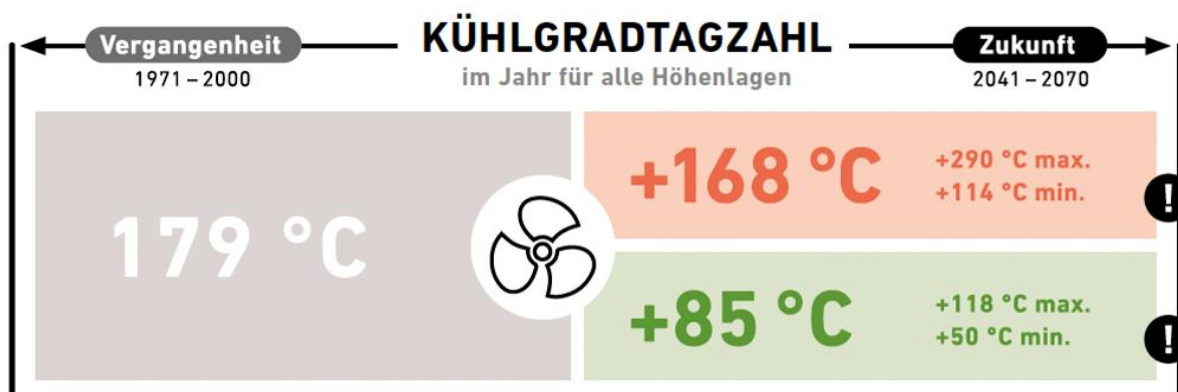 KÜHLGRADTAGZAHL
im Jahr für alle Höhenlagen
Vergangenheit
1971 – 2000
Zukunft
2041 – 2070
179 °C
+168 °C
+290 °C max.
+114 °C min.
!
+85 °C
+118 °C max.
+50 °C min.
!